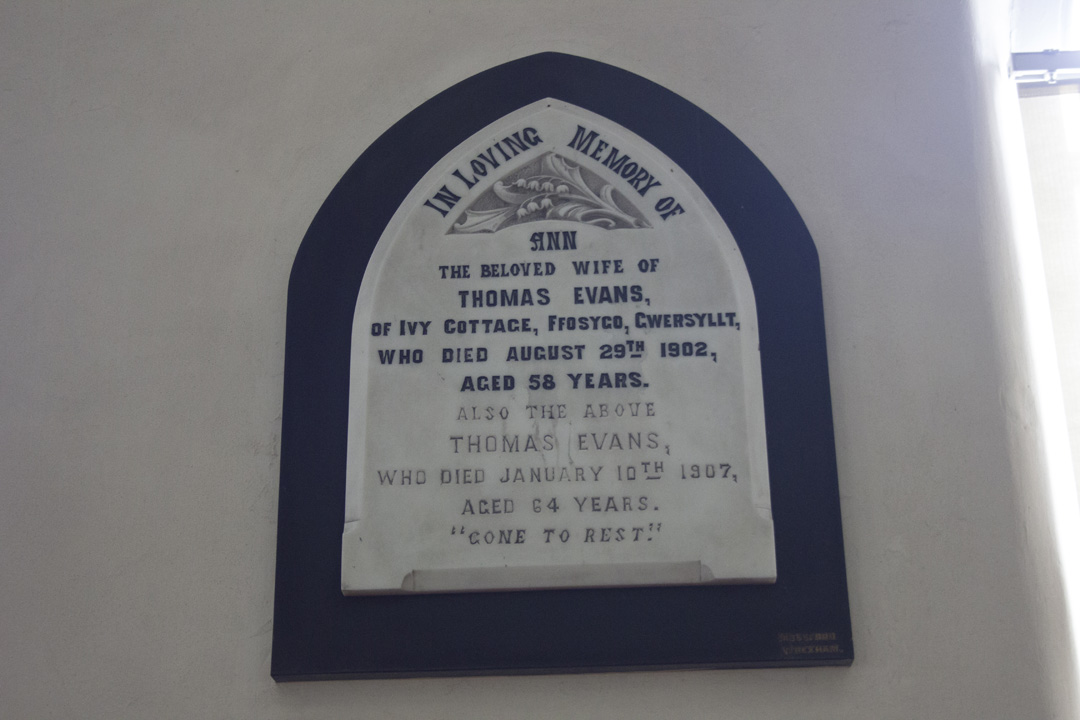 IN LOVING MEMORY OF
ANN
THE BELOVED WIFE OF
THOMAS EVANS,
OF IVY COTTAGE, FFOSYGO, GWERSYLLT,
WHO DIED AUGUST 29TH 1902,
AGED 58 YEARS.
ALSO THE ABOVE
THOMAS EVANS,
WHO DIED JANUARY 10TH 1907,
AGED 64 YEARS.
"GONE TO REST."